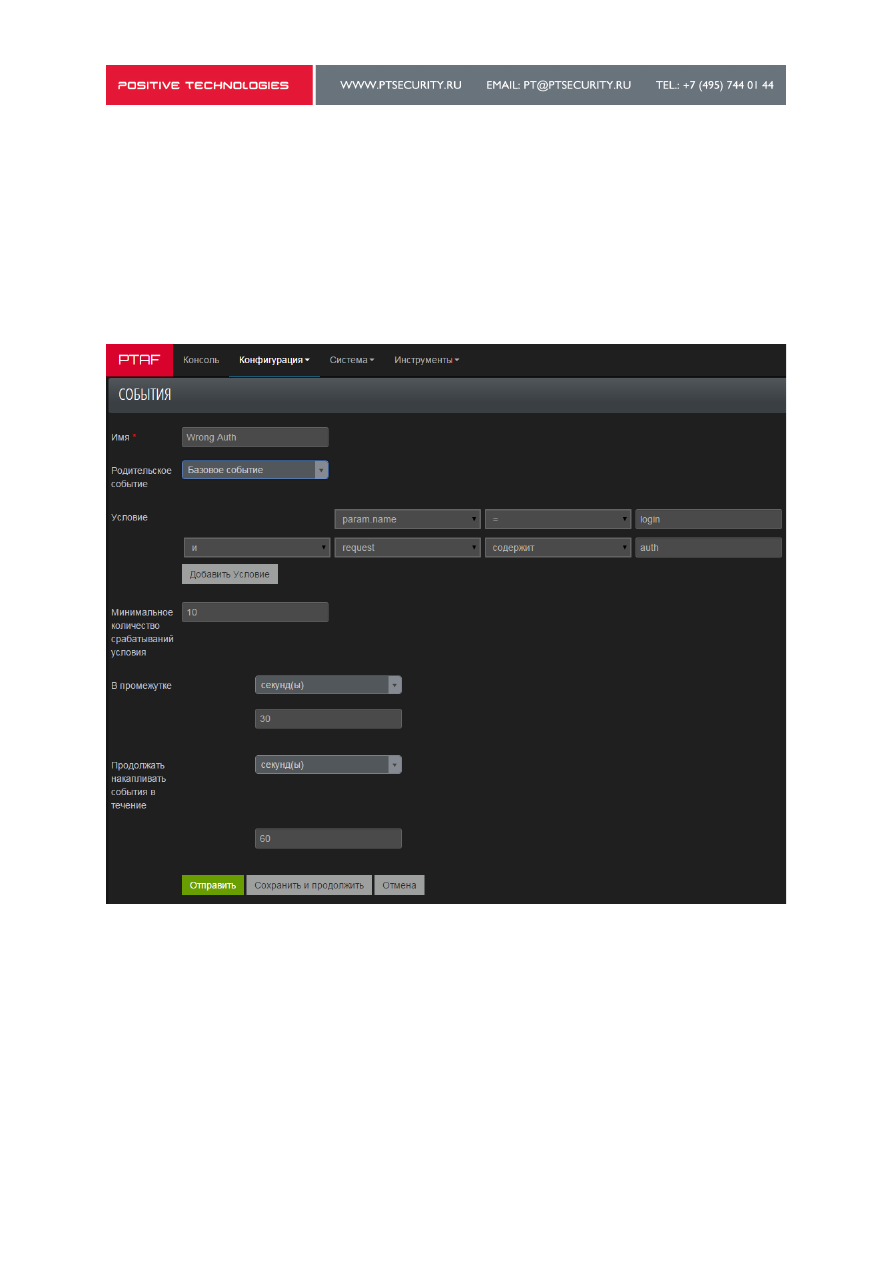 POSITIVE TECHNOLOGIES WWW.PTSECURITY.RU EMAIL: PT@PTSECURITY.RU TEL.: +7 (495) 744 01 44
PTAF Консоль Конфигурация Система Инструменты
СОБЫТИЯ
Имя * Wrong Auth
Родительское событие Базовое событие
Условие param.name = login
и request содержит auth
Добавить Условие
Минимальное количество срабатываний условия 10
В промежутке секунд(ы)
30
Продолжать накапливать события в течение секунд(ы)
60
Отправить Сохранить и продолжить Отмена